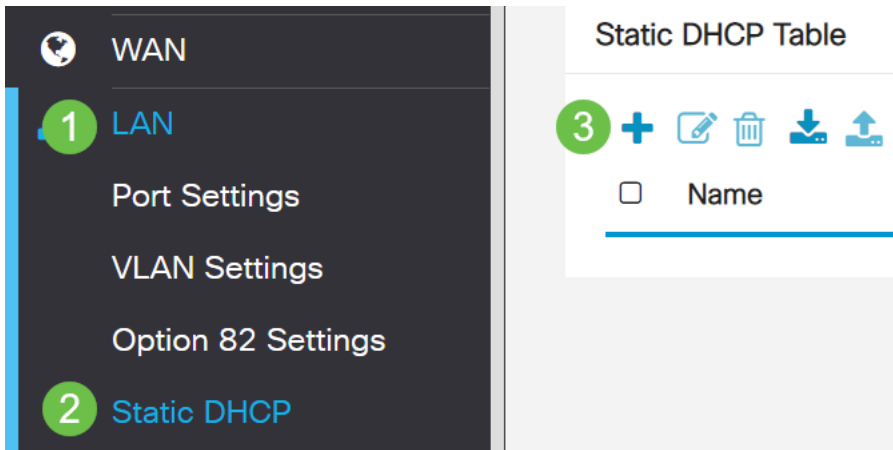 WAN
1 LAN
Port Settings
VLAN Settings
Option 82 Settings
2 Static DHCP
Static DHCP Table
3
Name